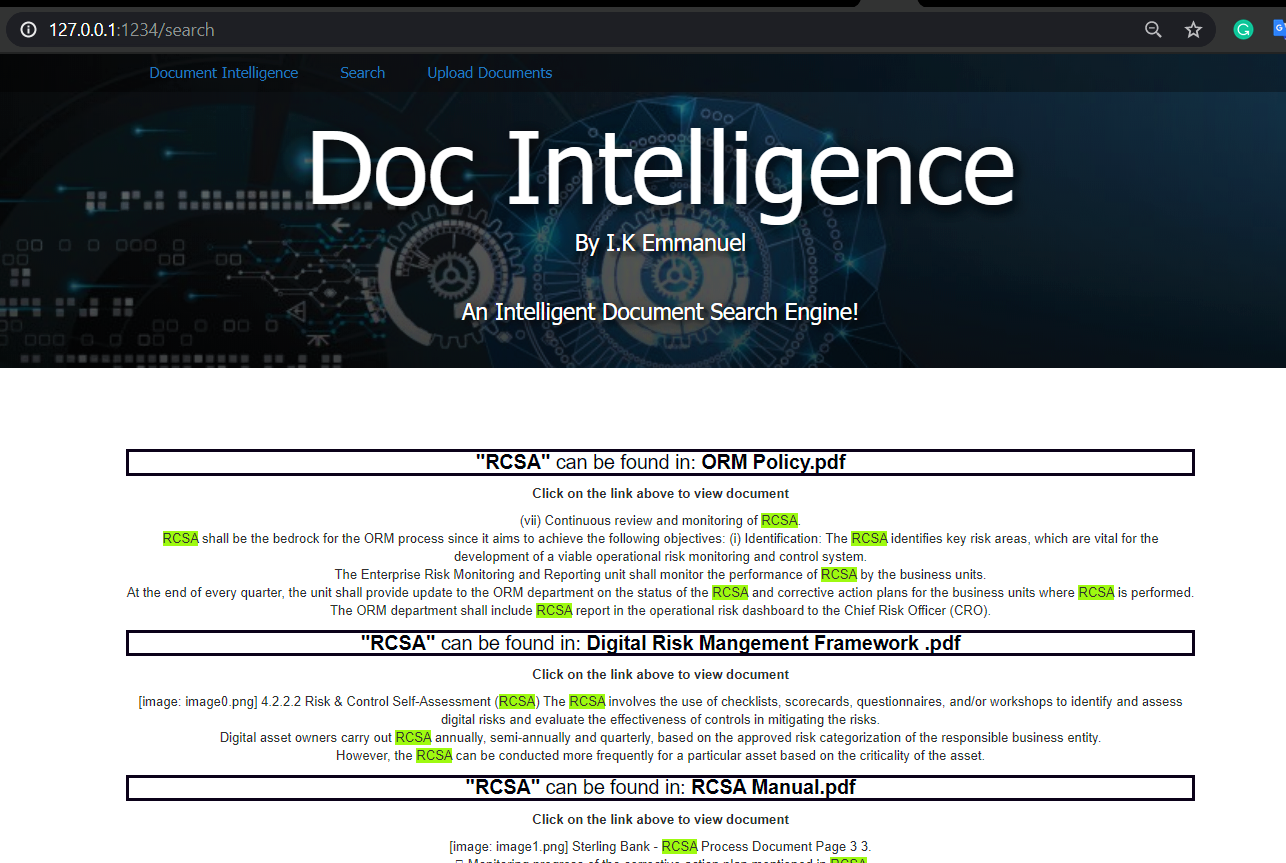 127.0.0.1:1234/search
Document Intelligence Search Upload Documents
Doc Intelligence
By I.K Emmanuel
An Intelligent Document Search Engine!
"RCSA" can be found in: ORM Policy.pdf
Click on the link above to view document
(vii) Continuous review and monitoring of RCSA.
RCSA shall be the bedrock for the ORM process since it aims to achieve the following objectives: (i) Identification: The RCSA identifies key risk areas, which are vital for the
development of a viable operational risk monitoring and control system.
The Enterprise Risk Monitoring and Reporting unit shall monitor the performance of RCSA by the business units.
At the end of every quarter, the unit shall provide update to the ORM department on the status of the RCSA and corrective action plans for the business units where RCSA is performed.
The ORM department shall include RCSA report in the operational risk dashboard to the Chief Risk Officer (CRO).
"RCSA" can be found in: Digital Risk Mangement Framework .pdf
Click on the link above to view document
[image: image0.png] 4.2.2.2 Risk & Control Self-Assessment (RCSA) The RCSA involves the use of checklists, scorecards, questionnaires, and/or workshops to identify and assess
digital risks and evaluate the effectiveness of controls in mitigating the risks.
Digital asset owners carry out RCSA annually, semi-annually and quarterly, based on the approved risk categorization of the responsible business entity.
However, the RCSA can be conducted more frequently for a particular asset based on the criticality of the asset.
"RCSA" can be found in: RCSA Manual.pdf
Click on the link above to view document
[image: image1.png] Sterling Bank - RCSA Process Document Page 3 3.
Monitoring progress of the corrective action plan mentioned in RCSA